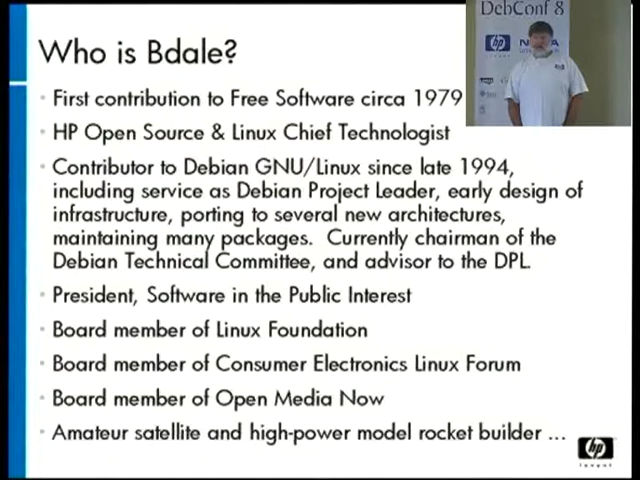 DebConf 8
hp
Who is Bdale?
First contribution to Free Software circa 1979
HP Open Source & Linux Chief Technologist
Contributor to Debian GNU/Linux since late 1994,
including service as Debian Project Leader, early design of
infrastructure, porting to several new architectures,
maintaining many packages. Currently chairman of the
Debian Technical Committee, and advisor to the DPL.
President, Software in the Public Interest
Board member of Linux Foundation
Board member of Consumer Electronics Linux Forum
Board member of Open Media Now
Amateur satellite and high-power model rocket builder ...
hp
invent